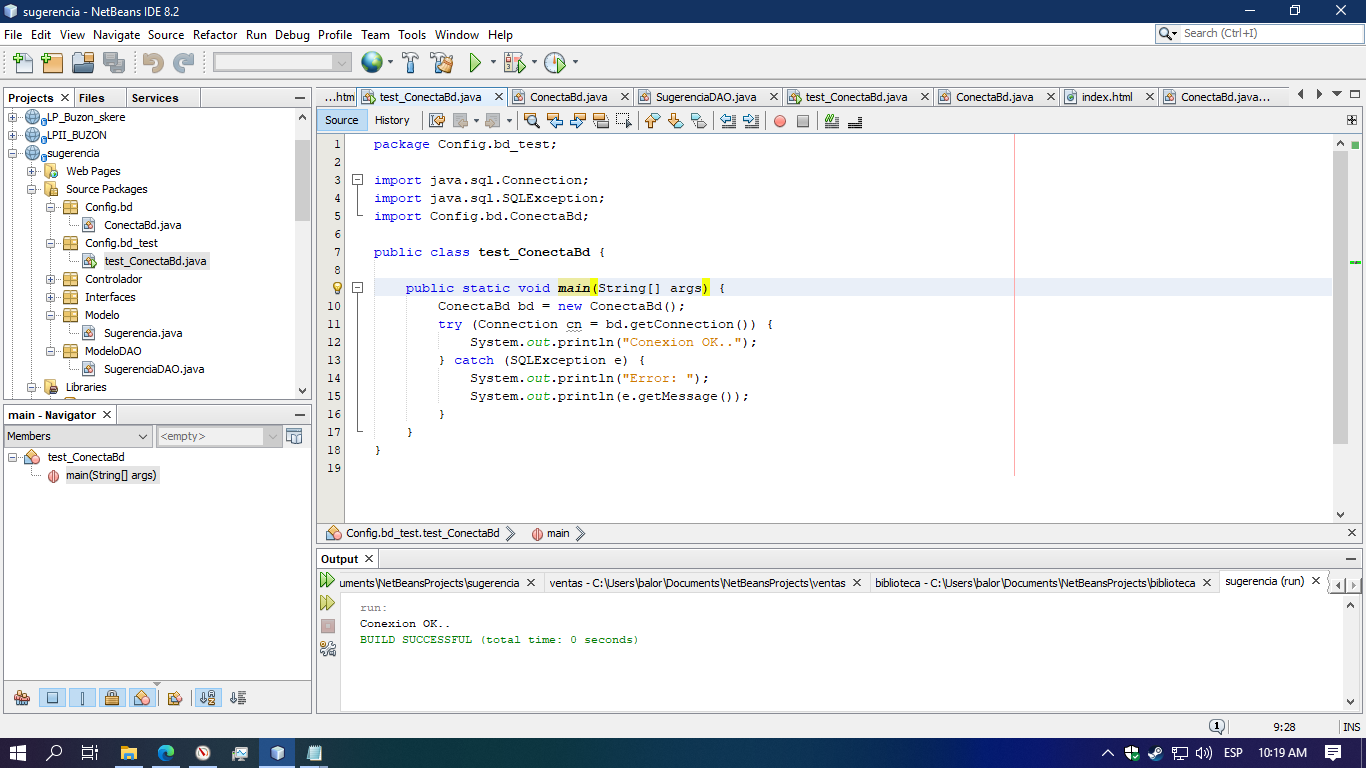 sugerencia - NetBeans IDE 8.2
File Edit View Navigate Source Refactor Run Debug Profile Team Tools Window Help
Search (Ctrl+I)
Projects Files Services
LP_Buzon_skere
LPII_BUZON
sugerencia
Web Pages
Source Packages
Config.bd
ConectaBd.java
Config.bd_test
test_ConectaBd.java
Controlador
Interfaces
Modelo
Sugerencia.java
ModeloDAO
SugerenciaDAO.java
Libraries
main - Navigator
Members
<empty>
test_ConectaBd
main(String[] args)
...htm test_ConectaBd.java ConectaBd.java SugerenciaDAO.java test_ConectaBd.java ConectaBd.java index.html ConectaBd.java...
Source History
1 package Config.bd_test;
2
3 import java.sql.Connection;
4 import java.sql.SQLException;
5 import Config.bd.ConectaBd;
6
7 public class test_ConectaBd {
8
public static void main(String[] args) {
10 ConectaBd bd = new ConectaBd();
11 try (Connection cn = bd.getConnection()) {
12 System.out.println("Conexion OK..");
13 } catch (SQLException e) {
14 System.out.println("Error: ");
15 System.out.println(e.getMessage());
16 }
17 }
18 }
19
Config.bd_test.test_ConectaBd main
Output
uments\NetBeansProjects\sugerencia ventas - C:\Users\balor\Documents\NetBeansProjects\ventas biblioteca - C:\Users\balor\Documents\NetBeansProjects\biblioteca sugerencia (run)
run:
Conexion OK..
BUILD SUCCESSFUL (total time: 0 seconds)
1 9:28 INS
ESP 10:19 AM